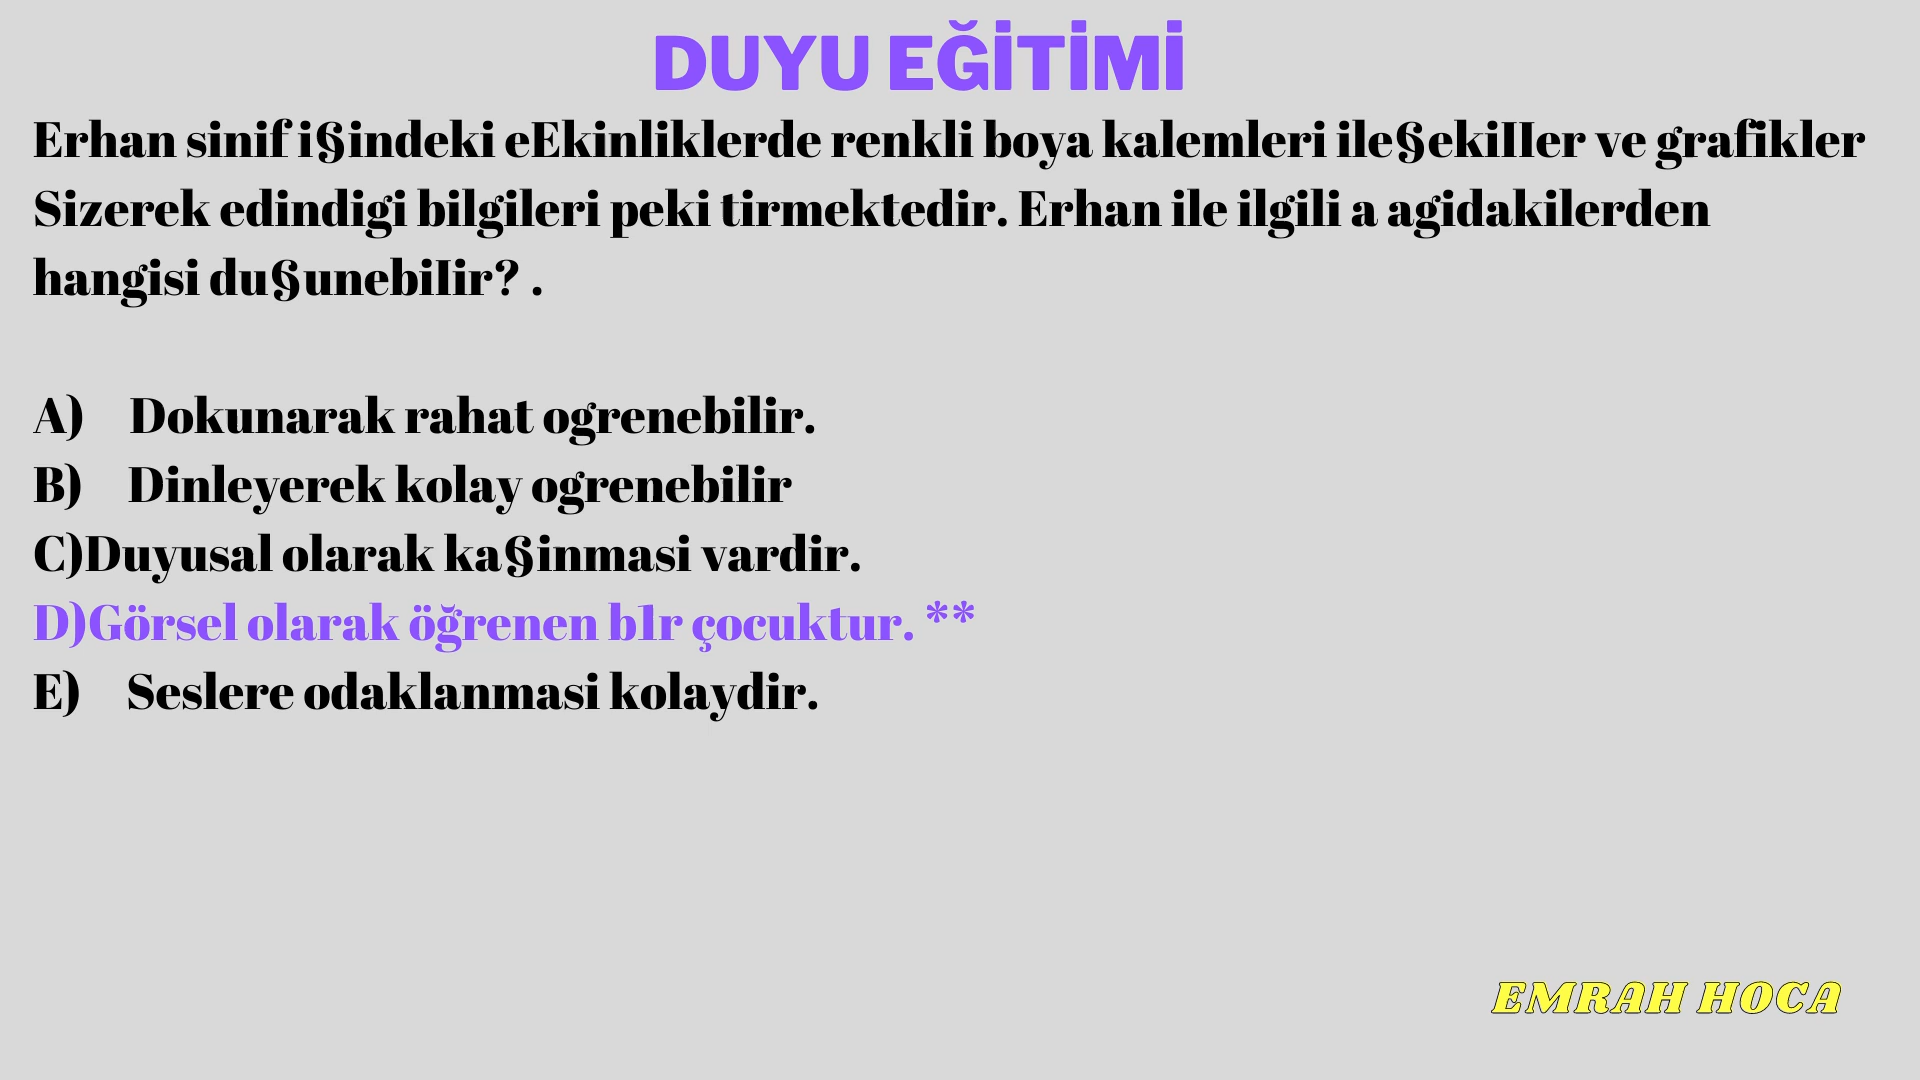 DUYU EĞİTİMİ
Erhan sinif i§indeki eEkinliklerde renkli boya kalemleri ile§ekiIIer ve grafikler
Sizerek edindigi bilgileri peki tirmektedir. Erhan ile ilgili a agidakilerden
hangisi du§unebiIir? .
A) Dokunarak rahat ogrenebilir.
B) Dinleyerek kolay ogrenebilir
C)Duyusal olarak ka§inmasi vardir.
D)Görsel olarak öğrenen b1r çocuktur. **
E) Seslere odaklanmasi kolaydir.
EMRAH HOCA